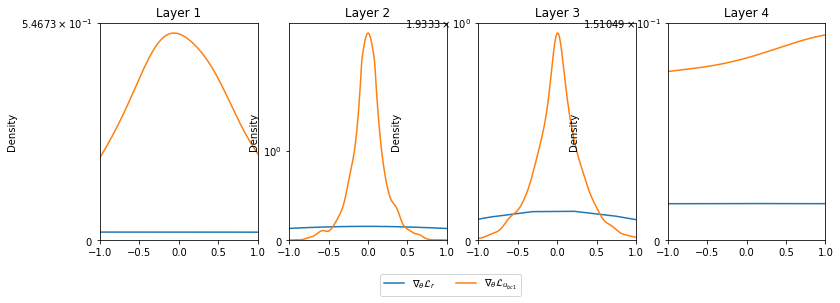 Layer 1
Layer 2
Layer 3
Layer 4
5.4673 × 10⁻¹
1.9333 × 10⁰
1.51049 × 10⁻¹
10⁰
10⁰
Density
Density
Density
Density
0
0
0
0
−1.0 −0.5 0.0 0.5 1.0
−1.0 −0.5 0.0 0.5 1.0
−1.0 −0.5 0.0 0.5 1.0
−1.0 −0.5 0.0 0.5 1.0
∇θℒr
∇θℒu_bc1